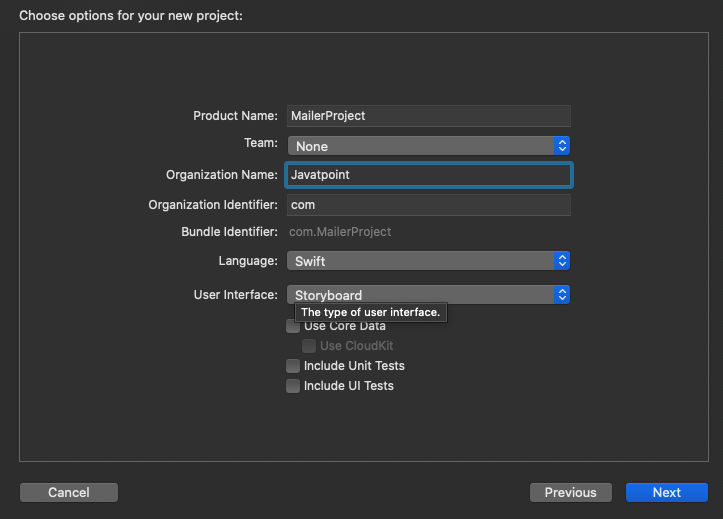 Choose options for your new project:
Product Name: MailerProject
Team: None
Organization Name: Javatpoint
Organization Identifier: com
Bundle Identifier: com.MailerProject
Language: Swift
User Interface: Storyboard
The type of user interface.
Use Core Data
Use CloudKit
Include Unit Tests
Include UI Tests
Cancel Previous Next